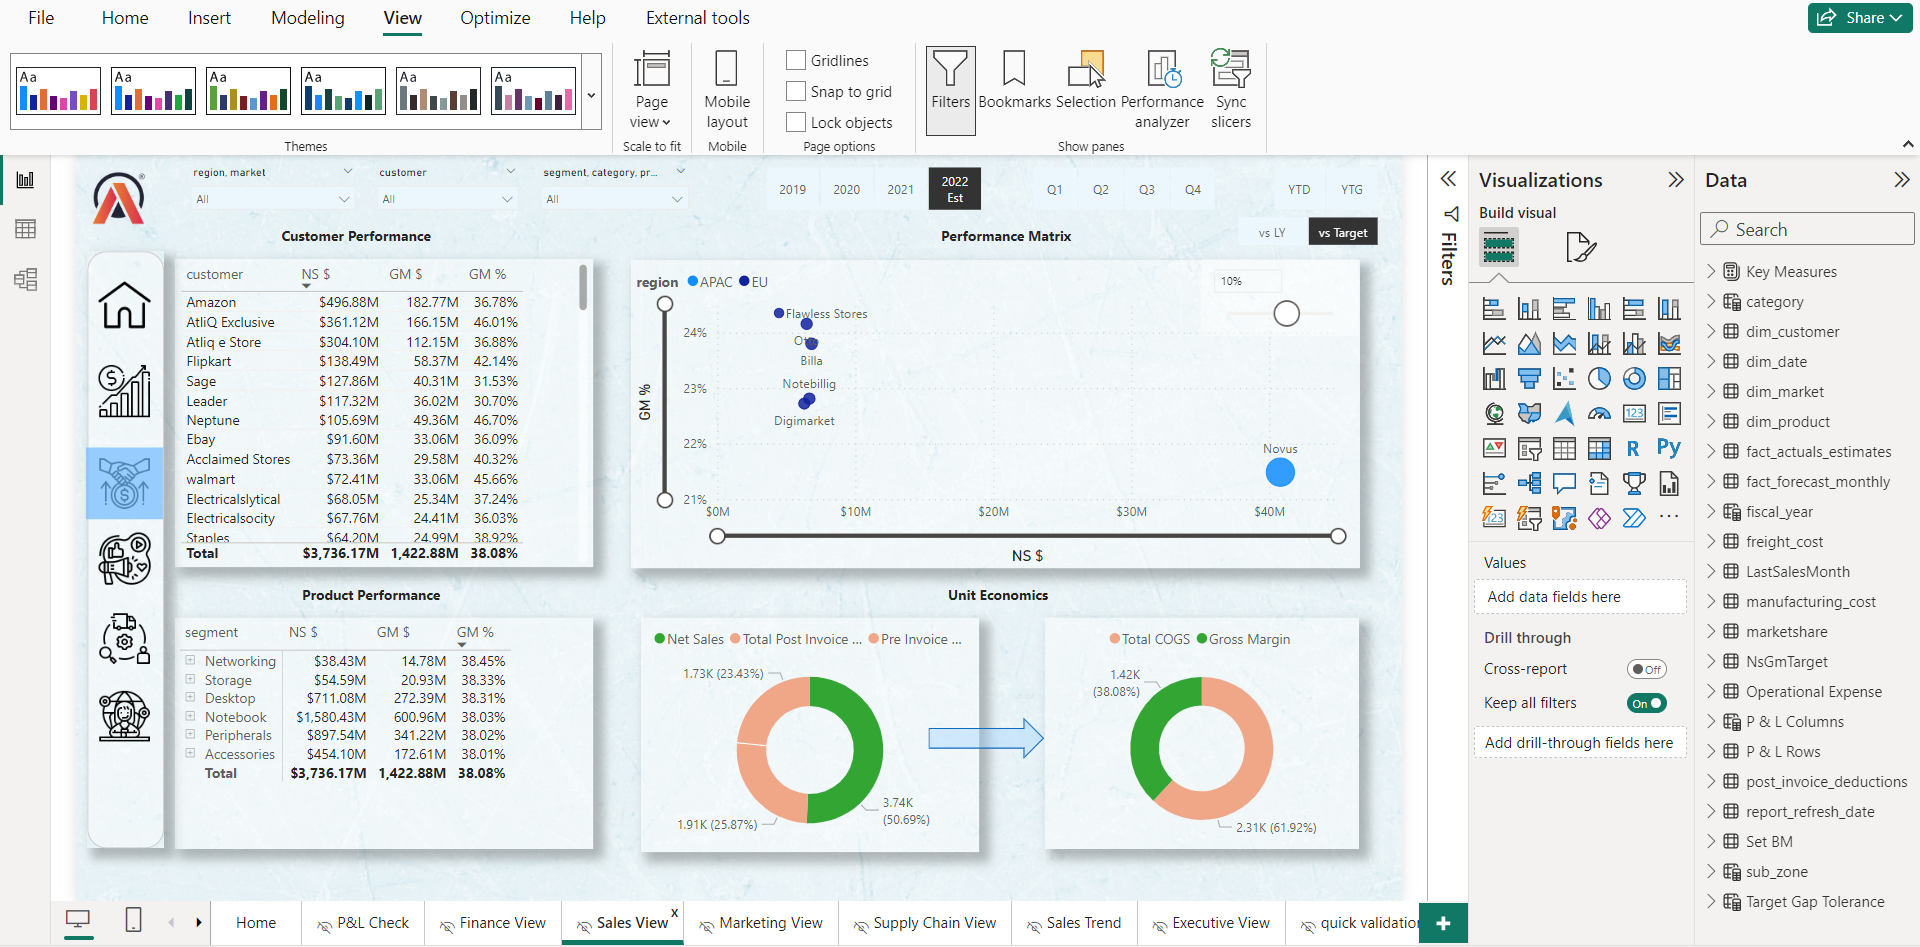 File Home Insert Modeling View Optimize Help External tools
Share
Aa Aa Aa Aa Aa Aa
Themes
Page view
Scale to fit
Mobile layout
Mobile
Gridlines
Snap to grid
Lock objects
Page options
Filters
Bookmarks
Selection
Performance analyzer
Sync slicers
Show panes
region, market
All
customer
All
segment, category, pr...
All
2019 2020 2021 2022 Est
Q1 Q2 Q3 Q4
YTD YTG
vs LY vs Target
Customer Performance
customer NS $ GM $ GM %
Amazon $496.88M 182.77M 36.78%
AtliQ Exclusive $361.12M 166.15M 46.01%
Atliq e Store $304.10M 112.15M 36.88%
Flipkart $138.49M 58.37M 42.14%
Sage $127.86M 40.31M 31.53%
Leader $117.32M 36.02M 30.70%
Neptune $105.69M 49.36M 46.70%
Ebay $91.60M 33.06M 36.09%
Acclaimed Stores $73.36M 29.58M 40.32%
walmart $72.41M 33.06M 45.66%
Electricalslytical $68.05M 25.34M 37.24%
Electricalsocity $67.76M 24.41M 36.03%
Staples $64.20M 24.99M 38.92%
Total $3,736.17M 1,422.88M 38.08%
Performance Matrix
region APAC EU
10%
Flawless Stores
24%
Billa
Notebillig
23%
Digimarket
22%
Novus
21%
GM %
$0M $10M $20M $30M $40M
NS $
Product Performance
segment NS $ GM $ GM %
Networking $38.43M 14.78M 38.45%
Storage $54.59M 20.93M 38.33%
Desktop $711.08M 272.39M 38.31%
Notebook $1,580.43M 600.96M 38.03%
Peripherals $897.54M 341.22M 38.02%
Accessories $454.10M 172.61M 38.01%
Total $3,736.17M 1,422.88M 38.08%
Unit Economics
Net Sales Total Post Invoice ... Pre Invoice ...
1.73K (23.43%)
3.74K (50.69%)
1.91K (25.87%)
Total COGS Gross Margin
1.42K (38.08%)
2.31K (61.92%)
Filters
Visualizations
Build visual
123
R Py
123
Values
Add data fields here
Drill through
Cross-report Off
Keep all filters On
Add drill-through fields here
Data
Search
Key Measures
category
dim_customer
dim_date
dim_market
dim_product
fact_actuals_estimates
fact_forecast_monthly
fiscal_year
freight_cost
LastSalesMonth
manufacturing_cost
marketshare
NsGmTarget
Operational Expense
P & L Columns
P & L Rows
post_invoice_deductions
report_refresh_date
Set BM
sub_zone
Target Gap Tolerance
Home P&L Check Finance View Sales View X Marketing View Supply Chain View Sales Trend Executive View quick validation +